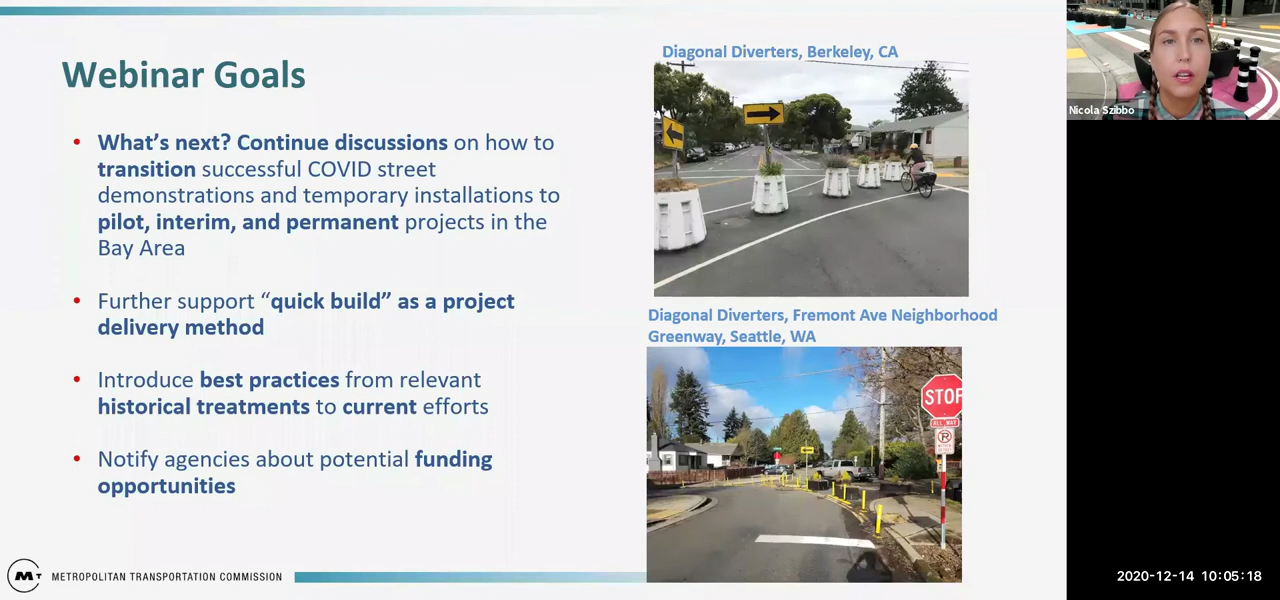 Webinar Goals
• What's next? Continue discussions on how to
transition successful COVID street
demonstrations and temporary installations to
pilot, interim, and permanent projects in the
Bay Area
• Further support “quick build” as a project
delivery method
• Introduce best practices from relevant
historical treatments to current efforts
• Notify agencies about potential funding
opportunities
METROPOLITAN TRANSPORTATION COMMISSION
Diagonal Diverters, Berkeley, CA
Diagonal Diverters, Fremont Ave Neighborhood
Greenway, Seattle, WA
STOP
ALL WAY
Nicola Szibbo
2020-12-14 10:05:18